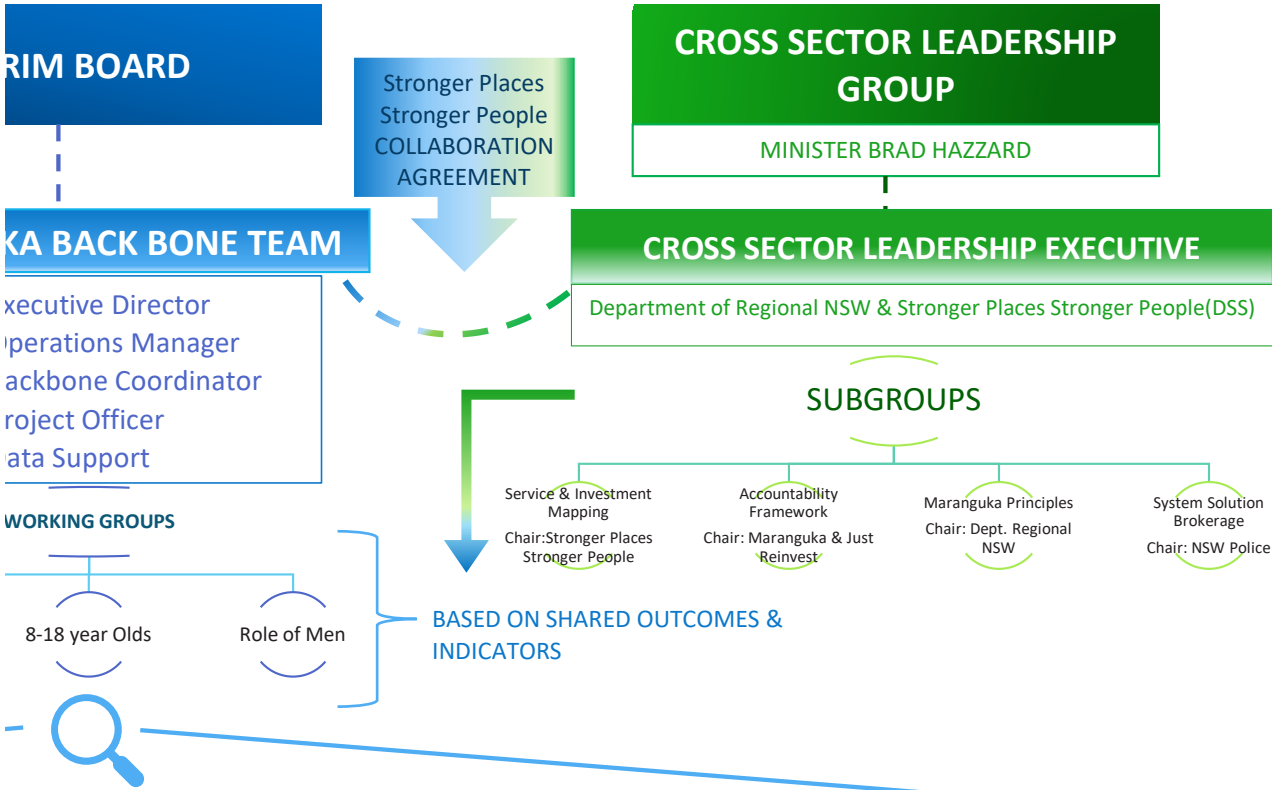 RIM BOARD
Stronger Places
Stronger People
COLLABORATION
AGREEMENT
CROSS SECTOR LEADERSHIP
GROUP
MINISTER BRAD HAZZARD
KA BACK BONE TEAM
xecutive Director
perations Manager
ackbone Coordinator
roject Officer
ata Support
CROSS SECTOR LEADERSHIP EXECUTIVE
Department of Regional NSW & Stronger Places Stronger People(DSS)
SUBGROUPS
Service & Investment
Mapping
Chair:Stronger Places
Stronger People
Accountability
Framework
Chair: Maranguka & Just
Reinvest
Maranguka Principles
Chair: Dept. Regional
NSW
System Solution
Brokerage
Chair: NSW Police
WORKING GROUPS
8-18 year Olds
Role of Men
BASED ON SHARED OUTCOMES &
INDICATORS